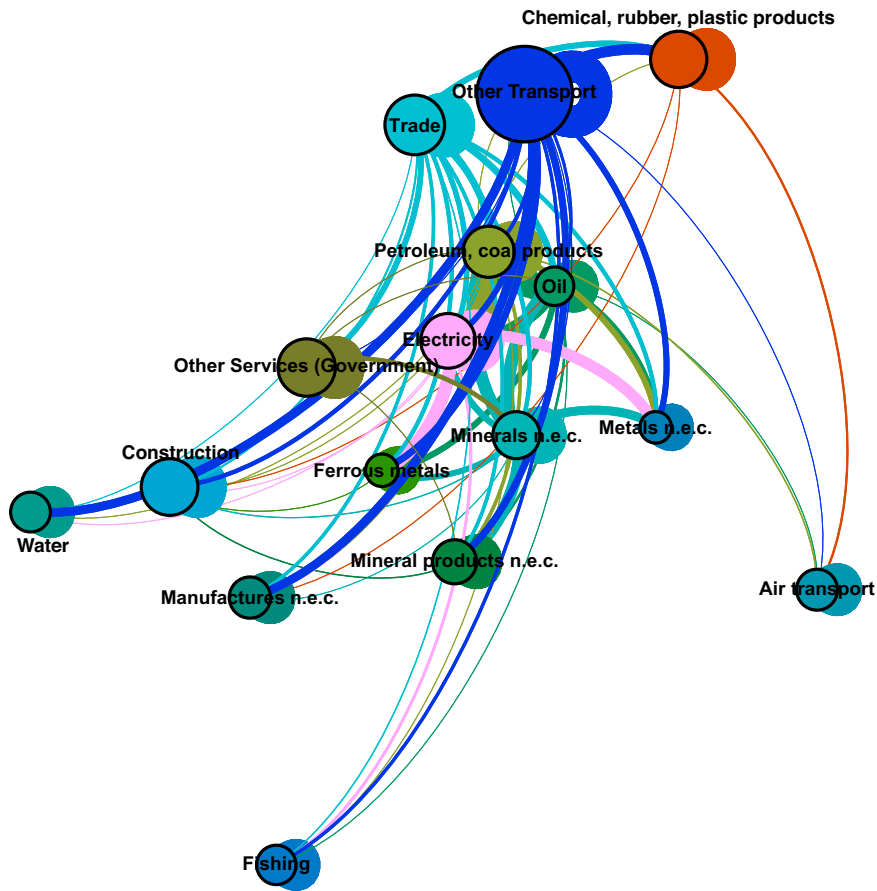 Chemical, rubber, plastic products
Other Transport
Trade
Petroleum, coal products
Oil
Electricity
Other Services (Government)
Metals n.e.c.
Minerals n.e.c.
Construction
Ferrous metals
Water
Mineral products n.e.c.
Air transport
Manufactures n.e.c.
Fishing